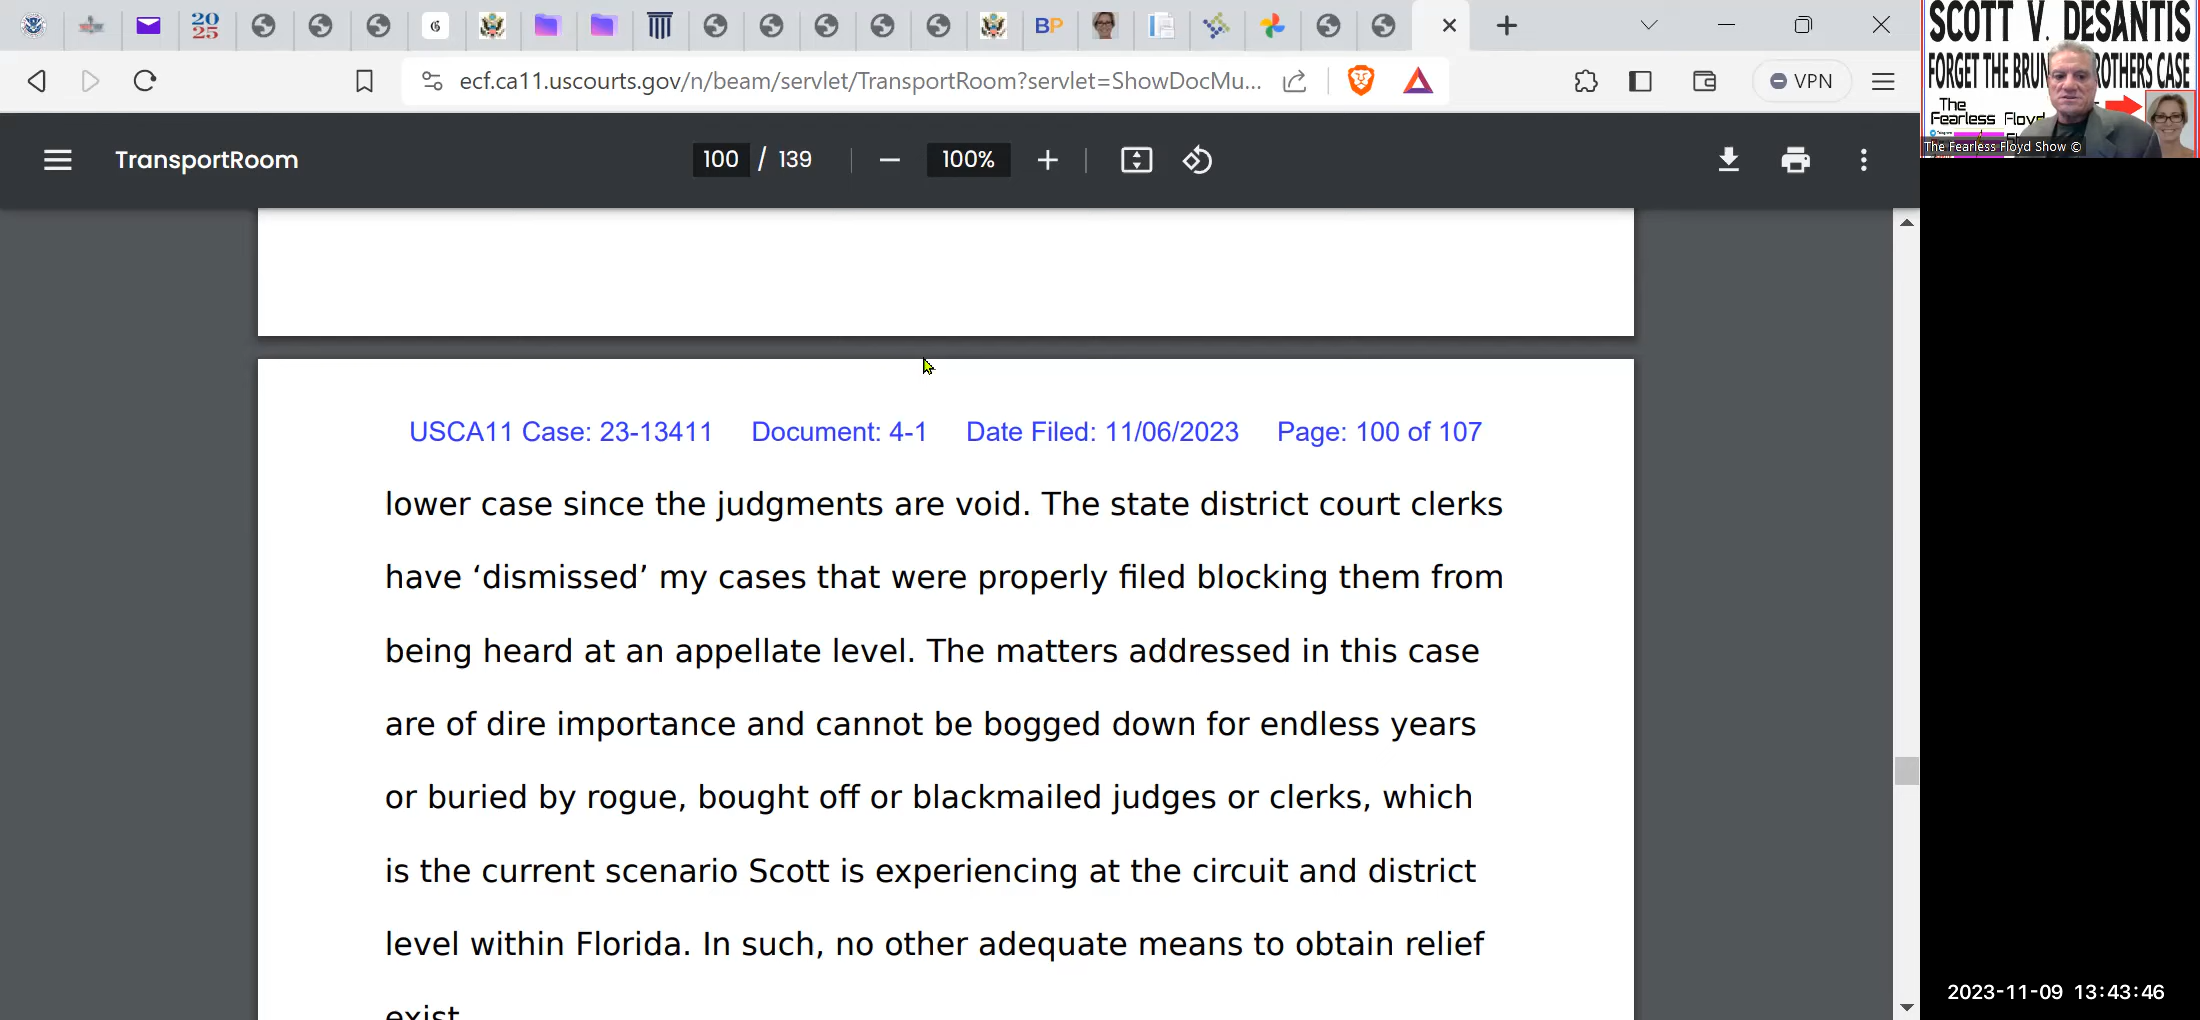 20
25
BP
ecf.ca11.uscourts.gov/n/beam/servlet/TransportRoom?servlet=ShowDocMu...
VPN
TransportRoom
100 / 139
100%
USCA11 Case: 23-13411 Document: 4-1 Date Filed: 11/06/2023 Page: 100 of 107
lower case since the judgments are void. The state district court clerks
have ‘dismissed’ my cases that were properly filed blocking them from
being heard at an appellate level. The matters addressed in this case
are of dire importance and cannot be bogged down for endless years
or buried by rogue, bought off or blackmailed judges or clerks, which
is the current scenario Scott is experiencing at the circuit and district
level within Florida. In such, no other adequate means to obtain relief
exist
SCOTT V. DESANTIS
FORGET THE BRUN ROTHERS CASE
The
Fearless Floyd
The Fearless Floyd Show ©
2023-11-09 13:43:46